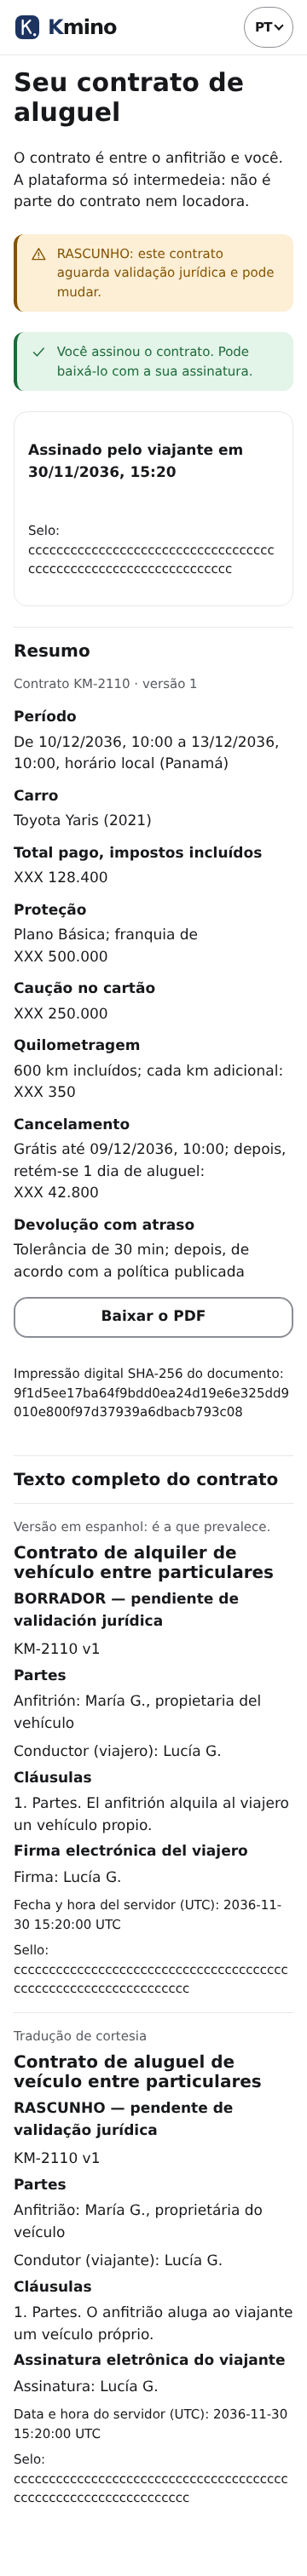 Kmino
PT
Seu contrato de
aluguel
O contrato é entre o anfitrião e você.
A plataforma só intermedeia: não é
parte do contrato nem locadora.
RASCUNHO: este contrato
aguarda validação jurídica e pode
mudar.
Você assinou o contrato. Pode
baixá-lo com a sua assinatura.
Assinado pelo viajante em
30/11/2036, 15:20
Selo:
ccccccccccccccccccccccccccccccccccc
ccccccccccccccccccccccccccccc
Resumo
Contrato KM-2110 · versão 1
Período
De 10/12/2036, 10:00 a 13/12/2036,
10:00, horário local (Panamá)
Carro
Toyota Yaris (2021)
Total pago, impostos incluídos
XXX 128.400
Proteção
Plano Básica; franquia de
XXX 500.000
Caução no cartão
XXX 250.000
Quilometragem
600 km incluídos; cada km adicional:
XXX 350
Cancelamento
Grátis até 09/12/2036, 10:00; depois,
retém-se 1 dia de aluguel:
XXX 42.800
Devolução com atraso
Tolerância de 30 min; depois, de
acordo com a política publicada
Baixar o PDF
Impressão digital SHA-256 do documento:
9f1d5ee17ba64f9bdd0ea24d19e6e325dd9
010e800f97d37939a6dbacb793c08
Texto completo do contrato
Versão em espanhol: é a que prevalece.
Contrato de alquiler de
vehículo entre particulares
BORRADOR — pendiente de
validación jurídica
KM-2110 v1
Partes
Anfitrión: María G., propietaria del
vehículo
Conductor (viajero): Lucía G.
Cláusulas
1. Partes. El anfitrión alquila al viajero
un vehículo propio.
Firma electrónica del viajero
Firma: Lucía G.
Fecha y hora del servidor (UTC): 2036-11-
30 15:20:00 UTC
Sello:
ccccccccccccccccccccccccccccccccccccccc
ccccccccccccccccccccccccc
Tradução de cortesia
Contrato de aluguel de
veículo entre particulares
RASCUNHO — pendente de
validação jurídica
KM-2110 v1
Partes
Anfitrião: María G., proprietária do
veículo
Condutor (viajante): Lucía G.
Cláusulas
1. Partes. O anfitrião aluga ao viajante
um veículo próprio.
Assinatura eletrônica do viajante
Assinatura: Lucía G.
Data e hora do servidor (UTC): 2036-11-30
15:20:00 UTC
Selo:
ccccccccccccccccccccccccccccccccccccccc
ccccccccccccccccccccccccc